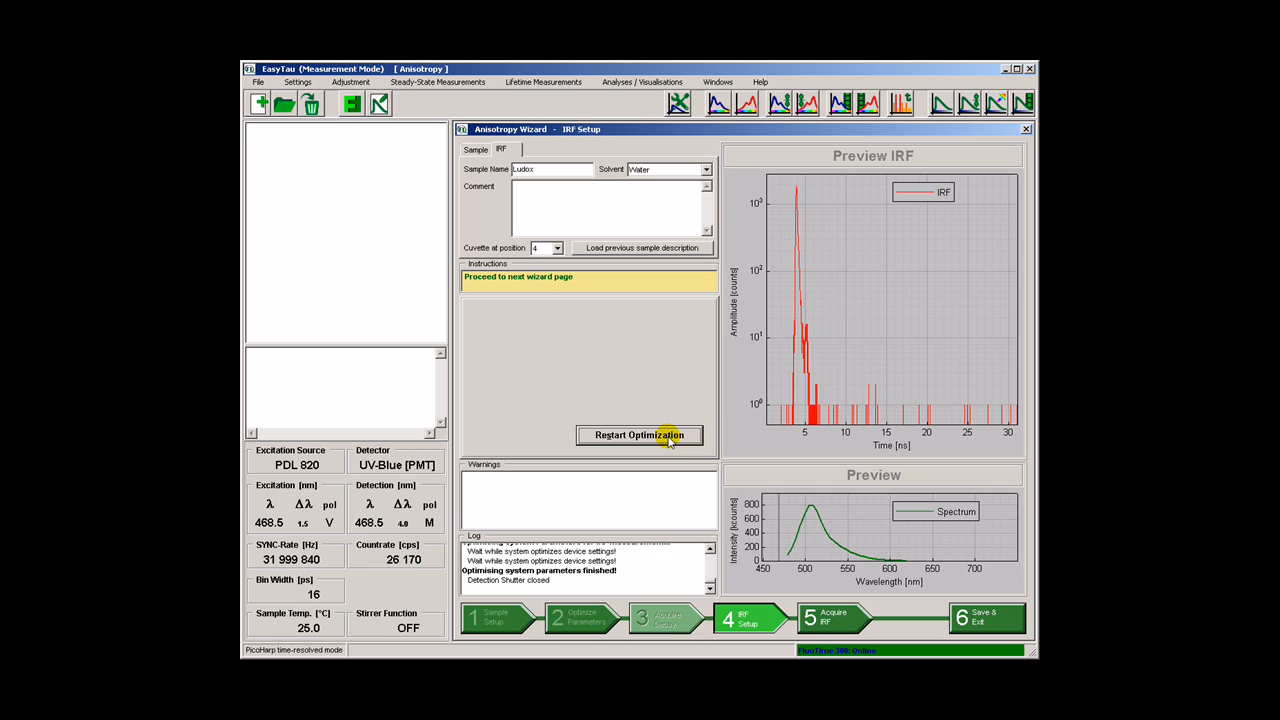 EasyTau (Measurement Mode) [ Anisotropy ]
File Settings Adjustment Steady-State Measurements Lifetime Measurements Analyses / Visualisations Windows Help
Anisotropy Wizard - IRF Setup
Sample IRF
Sample Name Ludox Solvent Water
Comment
Cuvette at position 4 Load previous sample description
Instructions
Proceed to next wizard page
Restart Optimization
Warnings
Log
Wait while system optimizes device settings!
Wait while system optimizes device settings!
Optimising system parameters finished!
Detection Shutter closed
Preview IRF
IRF
10³
10²
10¹
10⁰
Amplitude [counts]
5 10 15 20 25 30
Time [ns]
Preview
Spectrum
800
600
400
200
0
Intensity [kcounts]
450 500 550 600 650 700
Wavelength [nm]
Excitation Source
PDL 820
Detector
UV-Blue [PMT]
Excitation [nm]
λ Δλ pol
468.5 1.5 V
Detection [nm]
λ Δλ pol
468.5 4.0 M
SYNC-Rate [Hz]
31 999 840
Countrate [cps]
26 170
Bin Width [ps]
16
Sample Temp. [°C]
25.0
Stirrer Function
OFF
1 Sample Setup
2 Optimize Parameters
3 Acquire Decay
4 IRF Setup
5 Acquire IRF
6 Save & Exit
PicoHarp time-resolved mode
FluoTime 300: Online